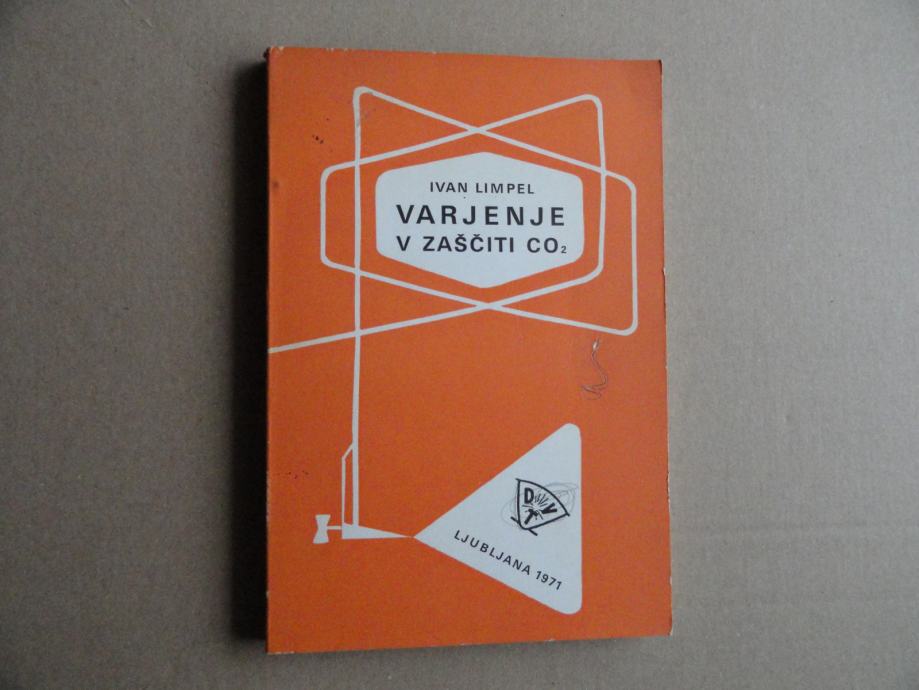 IVAN LIMPEL
VARJENJE
V ZAŠČITI CO₂
D V
T
LJUBLJANA 1971